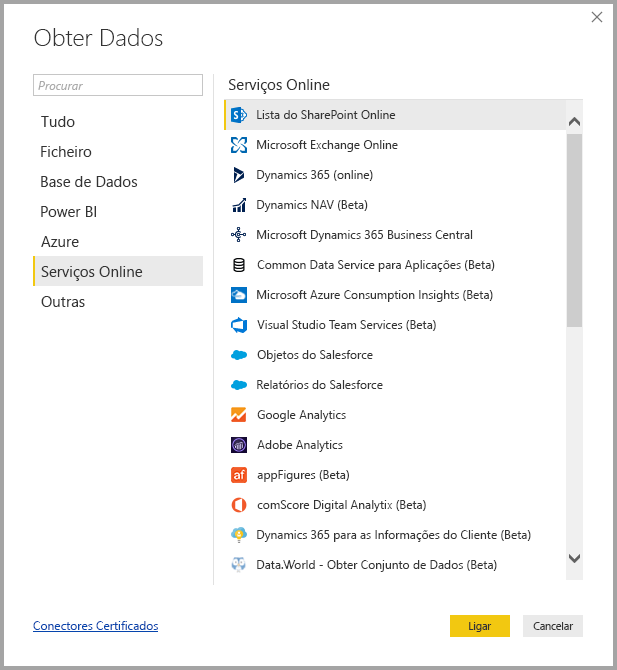 Obter Dados
Procurar
Tudo
Ficheiro
Base de Dados
Power BI
Azure
Serviços Online
Outras
Serviços Online
Lista do SharePoint Online
Microsoft Exchange Online
Dynamics 365 (online)
Dynamics NAV (Beta)
Microsoft Dynamics 365 Business Central
Common Data Service para Aplicações (Beta)
Microsoft Azure Consumption Insights (Beta)
Visual Studio Team Services (Beta)
Objetos do Salesforce
Relatórios do Salesforce
Google Analytics
Adobe Analytics
appFigures (Beta)
comScore Digital Analytix (Beta)
Dynamics 365 para as Informações do Cliente (Beta)
Data.World - Obter Conjunto de Dados (Beta)
Conectores Certificados
Ligar
Cancelar